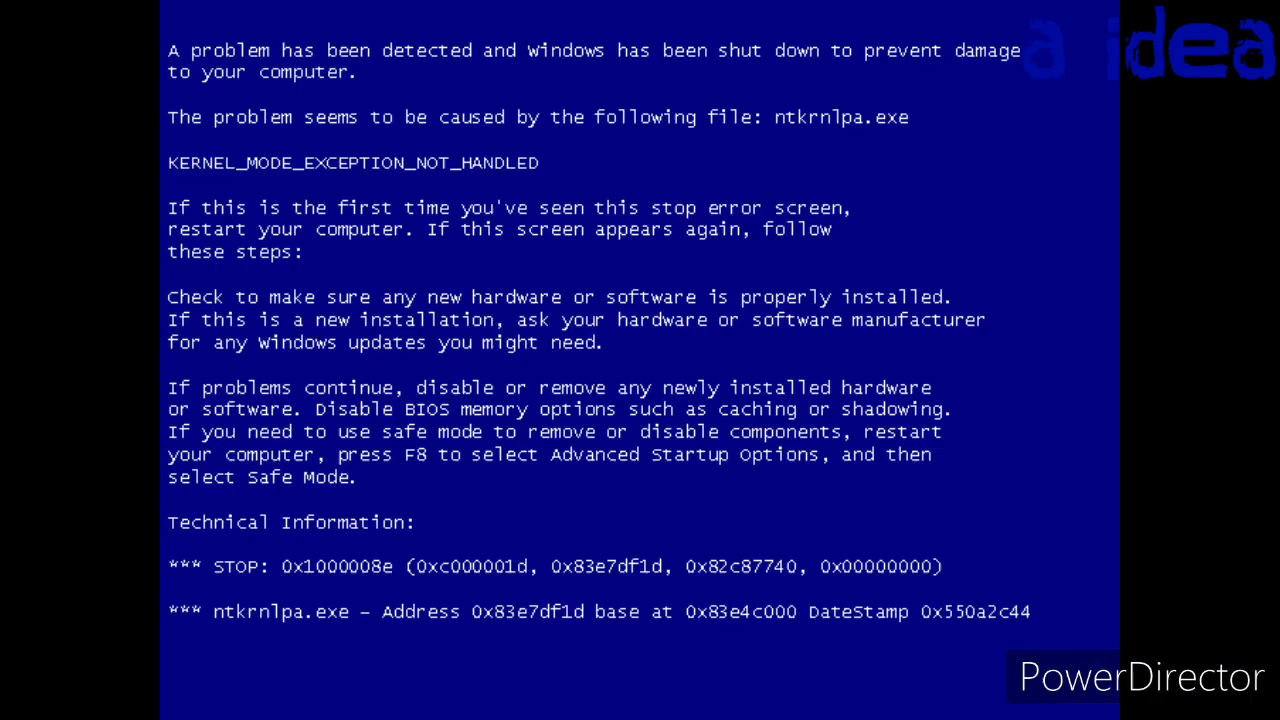 a idea
A problem has been detected and Windows has been shut down to prevent damage
to your computer.
The problem seems to be caused by the following file: ntkrnlpa.exe
KERNEL_MODE_EXCEPTION_NOT_HANDLED
If this is the first time you've seen this stop error screen,
restart your computer. If this screen appears again, follow
these steps:
Check to make sure any new hardware or software is properly installed.
If this is a new installation, ask your hardware or software manufacturer
for any Windows updates you might need.
If problems continue, disable or remove any newly installed hardware
or software. Disable BIOS memory options such as caching or shadowing.
If you need to use safe mode to remove or disable components, restart
your computer, press F8 to select Advanced Startup Options, and then
select Safe Mode.
Technical Information:
*** STOP: 0x1000008e (0xc000001d, 0x83e7df1d, 0x82c87740, 0x00000000)
*** ntkrnlpa.exe – Address 0x83e7df1d base at 0x83e4c000 DateStamp 0x550a2c44
PowerDirector